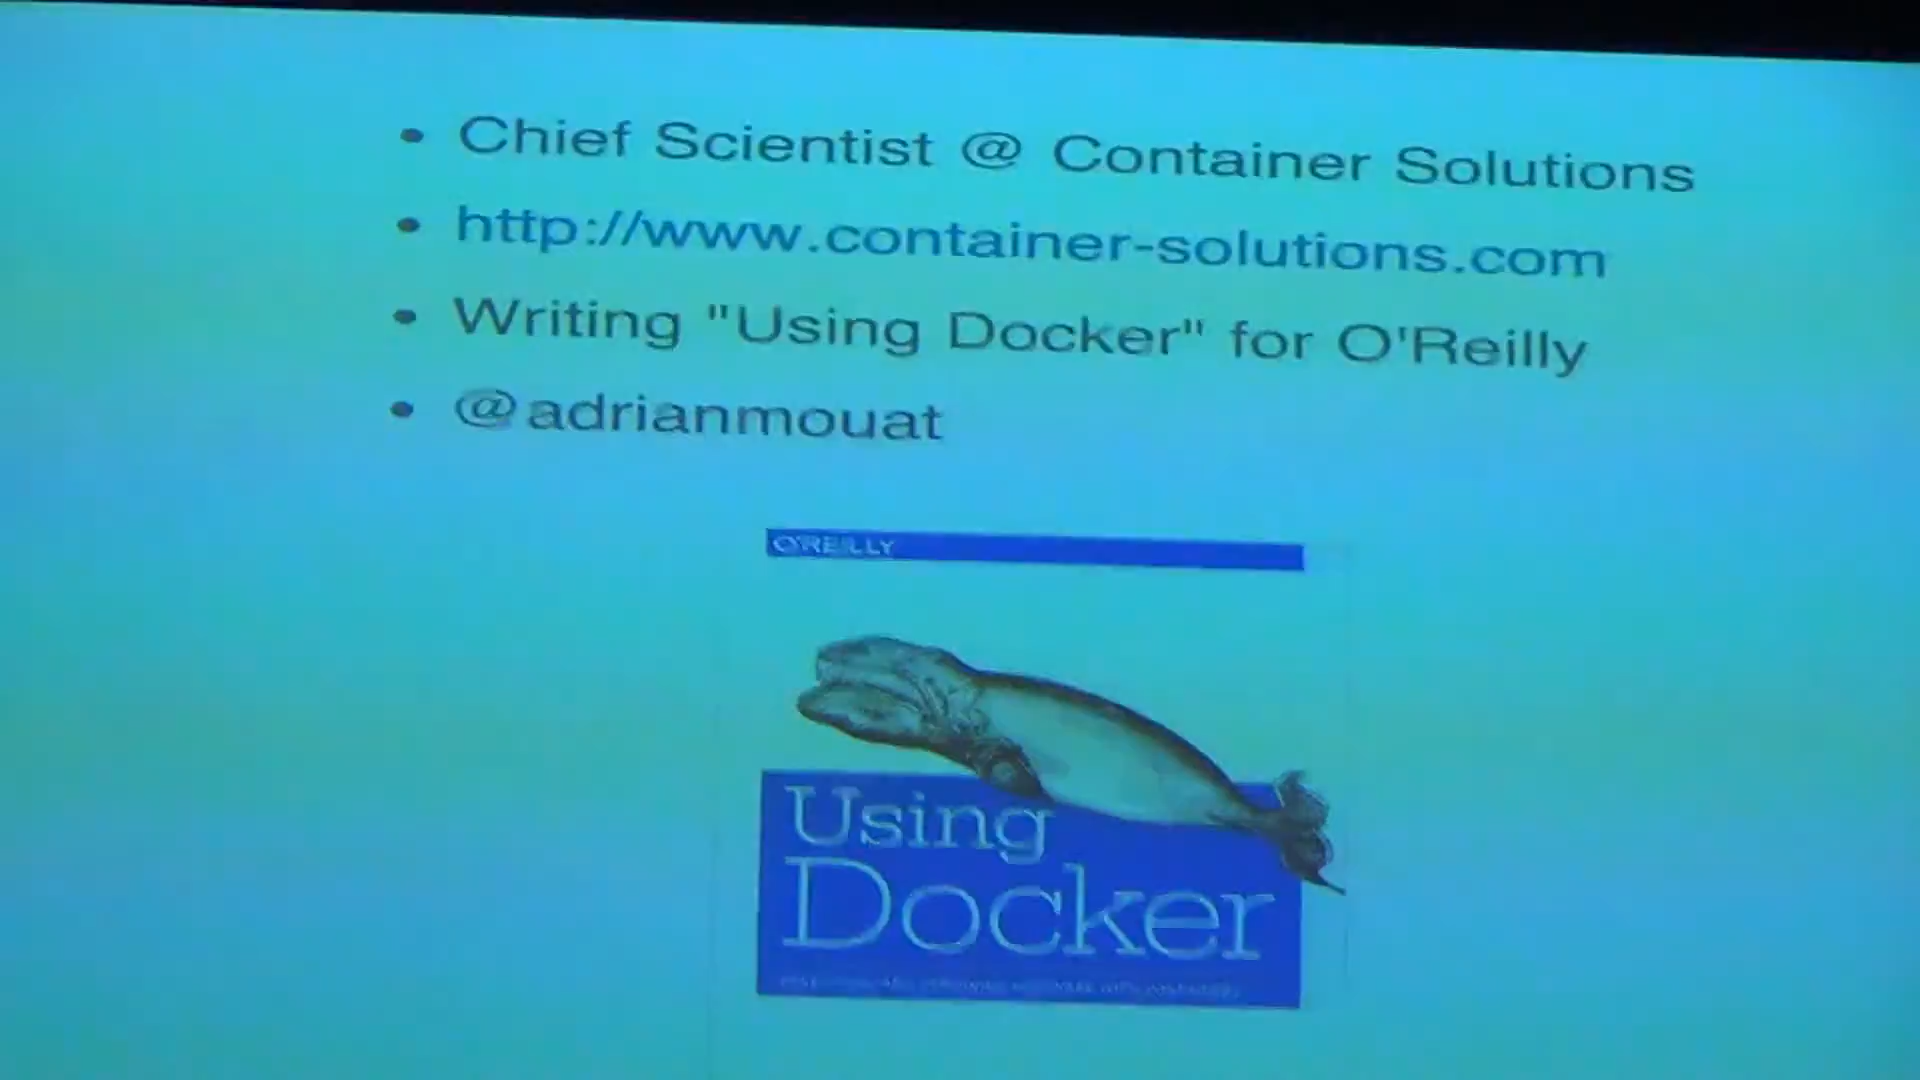 • Chief Scientist @ Container Solutions
• http://www.container-solutions.com
• Writing "Using Docker" for O'Reilly
• @adrianmouat
O'REILLY
Using
Docker